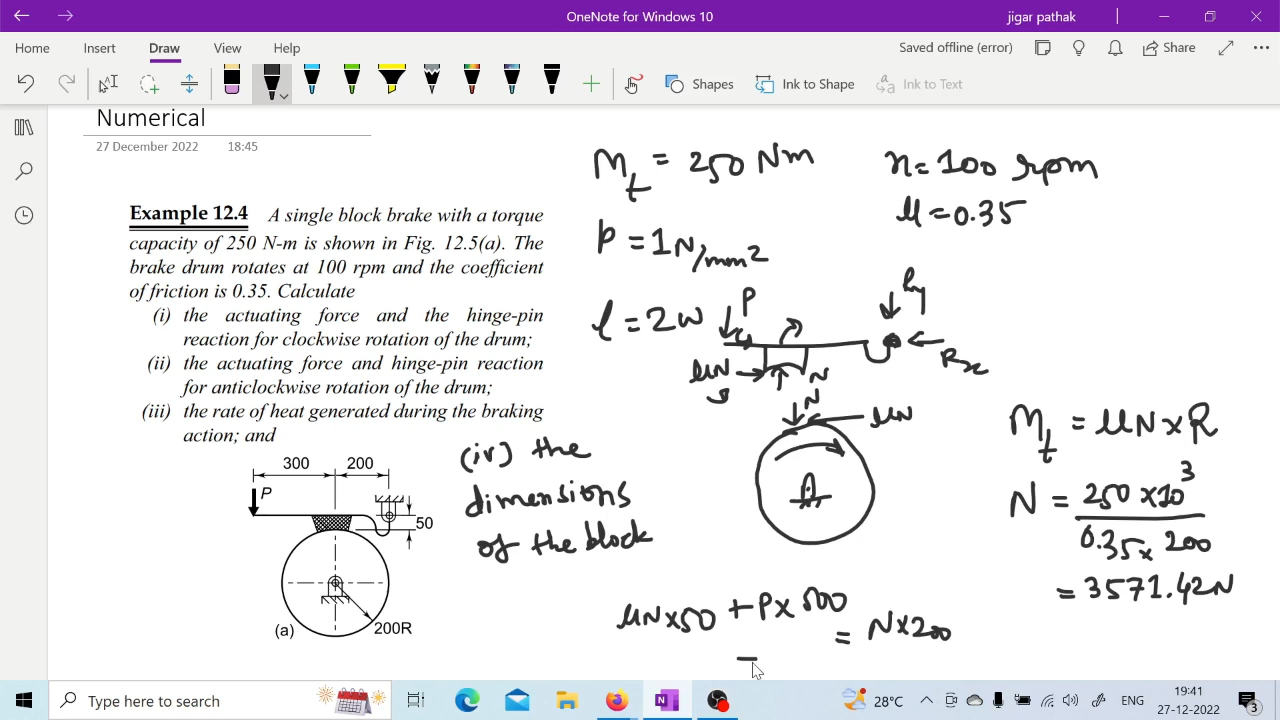 OneNote for Windows 10
jigar pathak
Home Insert Draw View Help
Saved offline (error)
Share
Shapes
Ink to Shape
Ink to Text
Numerical
27 December 2022 18:45
Example 12.4 A single block brake with a torque
capacity of 250 N-m is shown in Fig. 12.5(a). The
brake drum rotates at 100 rpm and the coefficient
of friction is 0.35. Calculate
(i) the actuating force and the hinge-pin
reaction for clockwise rotation of the drum;
(ii) the actuating force and hinge-pin reaction
for anticlockwise rotation of the drum;
(iii) the rate of heat generated during the braking
action; and
(iv) the
dimensions
of the block
300 200
P
50
200R
(a)
Mt = 250 Nm
n = 100 rpm
μ = 0.35
P = 1 N/mm2
l = 2w
P
Ry
Rx
μN
N
N
μN
Mt = μN × R
N = 250 × 10^3 / 0.35 × 200
= 3571.42 N
μN × 50 + P × 500
= N × 200
Type here to search
28°C
ENG
19:41
27-12-2022
3